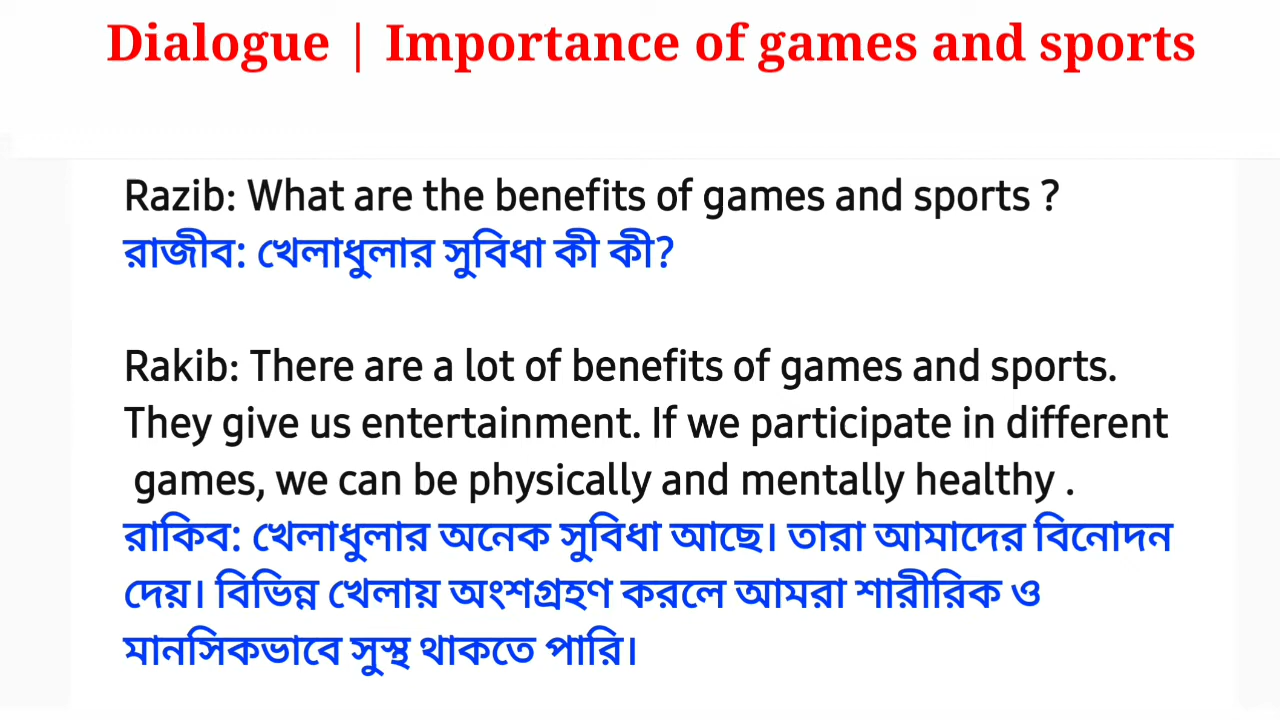 Dialogue | Importance of games and sports
Razib: What are the benefits of games and sports ?
রাজীব: খেলাধুলার সুবিধা কী কী?
Rakib: There are a lot of benefits of games and sports.
They give us entertainment. If we participate in different
games, we can be physically and mentally healthy .
রাকিব: খেলাধুলার অনেক সুবিধা আছে। তারা আমাদের বিনোদন
দেয়। বিভিন্ন খেলায় অংশগ্রহণ করলে আমরা শারীরিক ও
মানসিকভাবে সুস্থ থাকতে পারি।